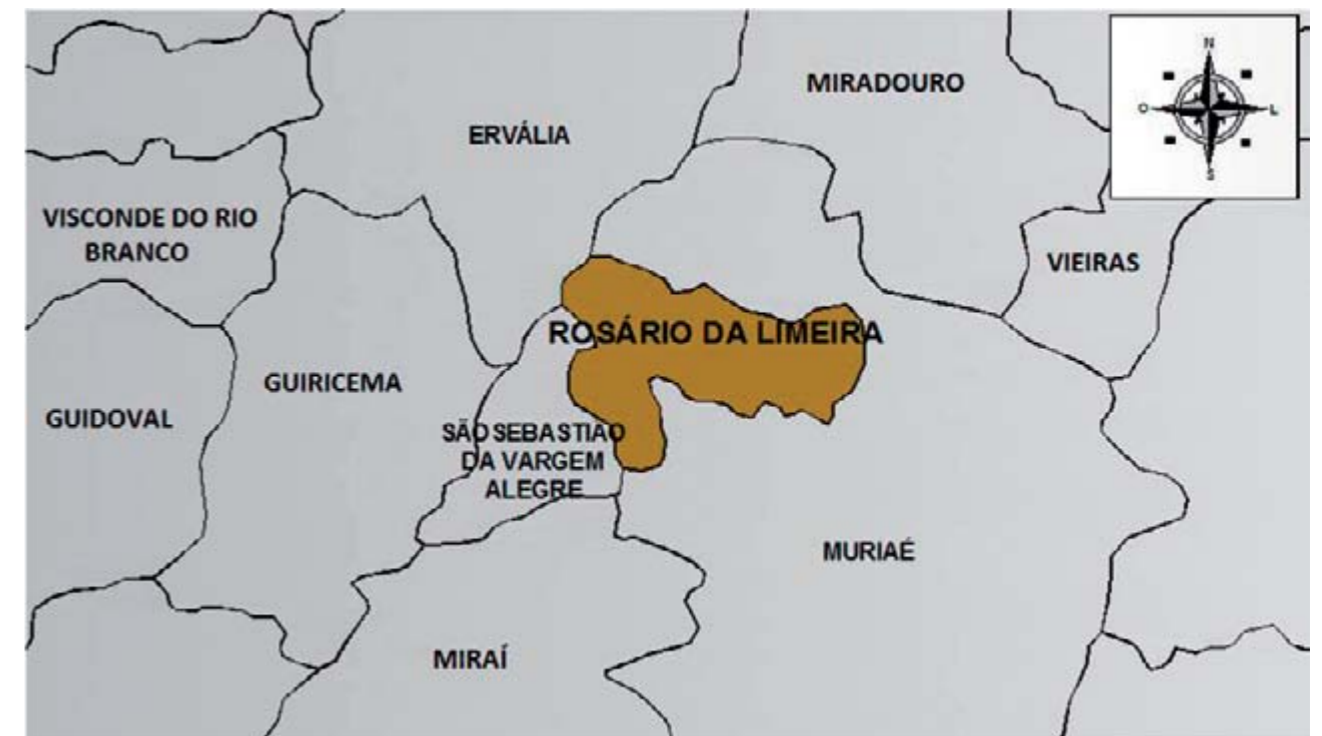 MIRADOURO
N
O
L
S
ERVÁLIA
VISCONDE DO RIO
BRANCO
VIEIRAS
ROSÁRIO DA LIMEIRA
GUIRICEMA
GUIDOVAL
SÃO SEBASTIÃO
DA VARGEM
ALEGRE
MURIAÉ
MIRAÍ